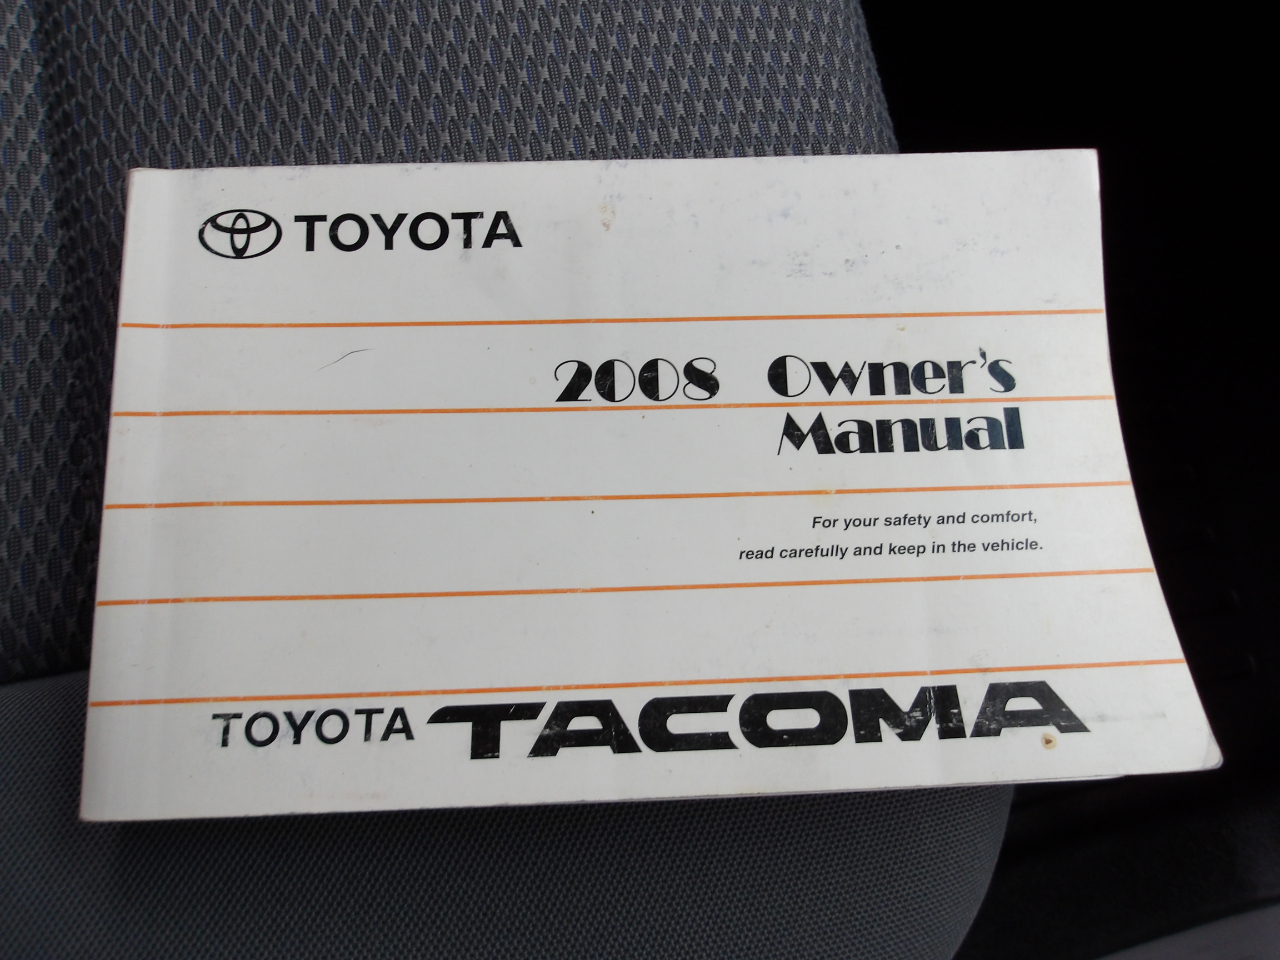 TOYOTA
2008 Owner's
Manual
For your safety and comfort,
read carefully and keep in the vehicle.
TOYOTA TACOMA